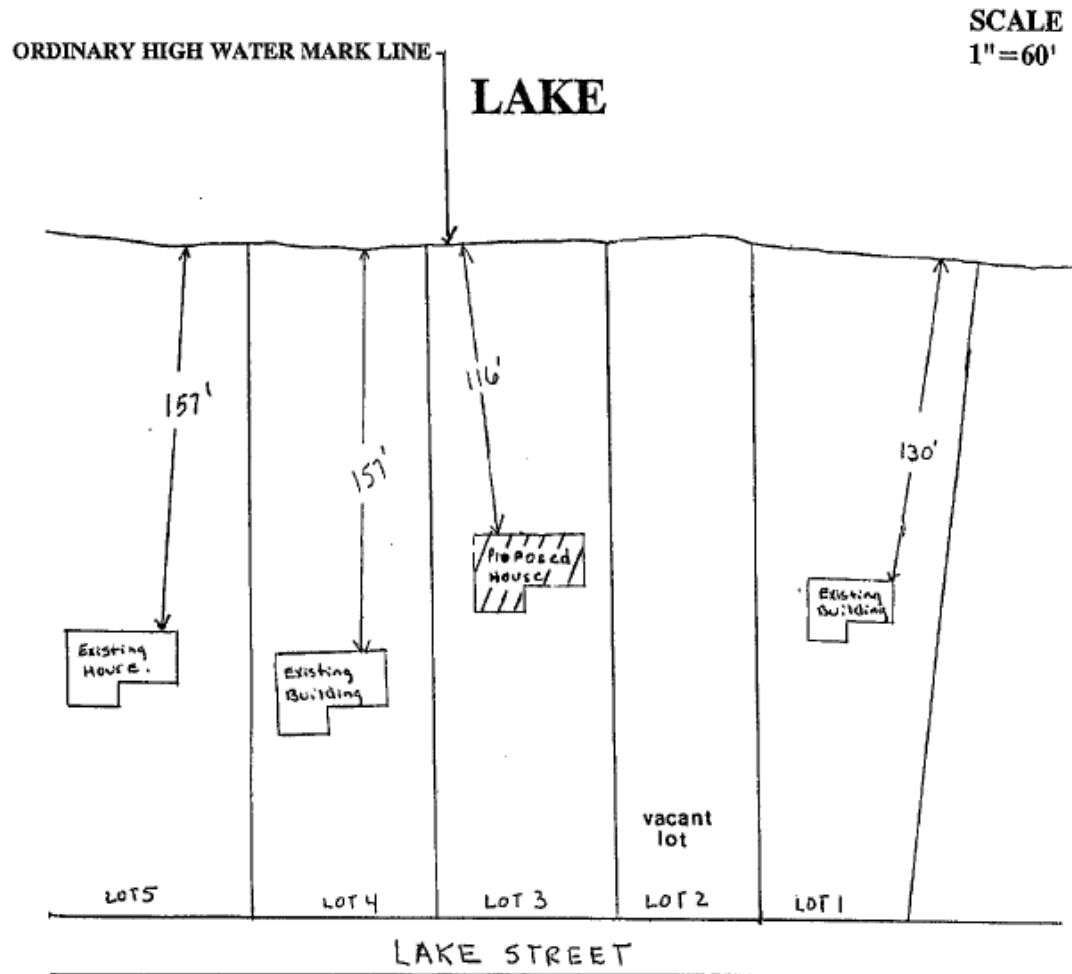 SCALE
1"=60'
ORDINARY HIGH WATER MARK LINE
LAKE
157'
157'
116'
130'
Existing
House.
Existing
Building
Proposed
House
Existing
Building
vacant
lot
LOT 5
LOT 4
LOT 3
LOT 2
LOT 1
LAKE STREET